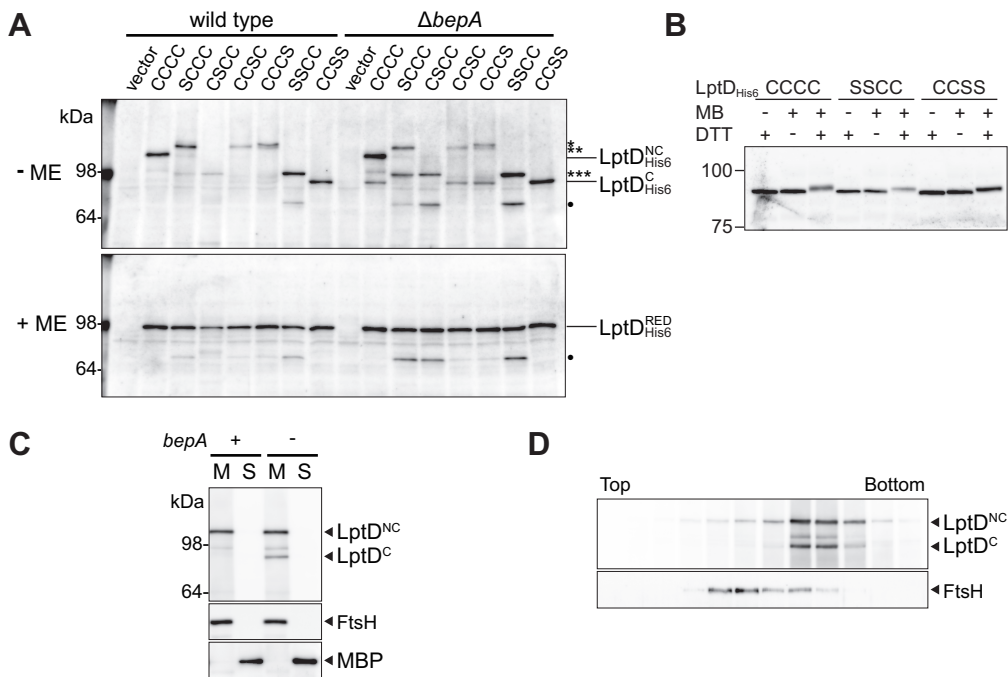 A
wild type
ΔbepA
vector CCCC SCCC CSCC CCSC CCCS SSCC CCSS vector CCCC SCCC CSCC CCSC CCCS SSCC CCSS
kDa
- ME
98
64
*
**
LptD NC His6
***
LptD C His6
•
+ ME
98
64
LptD RED His6
•
B
LptD His6 CCCC SSCC CCSS
MB - + + - + + - + +
DTT + - + + - + + - +
100
75
C
bepA + -
M S M S
kDa
98
64
LptD NC
LptD C
FtsH
MBP
D
Top Bottom
LptD NC
LptD C
FtsH